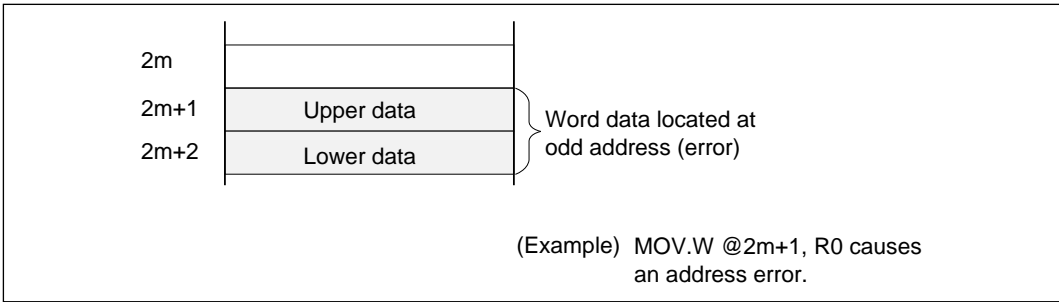 2m
2m+1
Upper data
2m+2
Lower data
Word data located at
odd address (error)
(Example) MOV.W @2m+1, R0 causes
an address error.